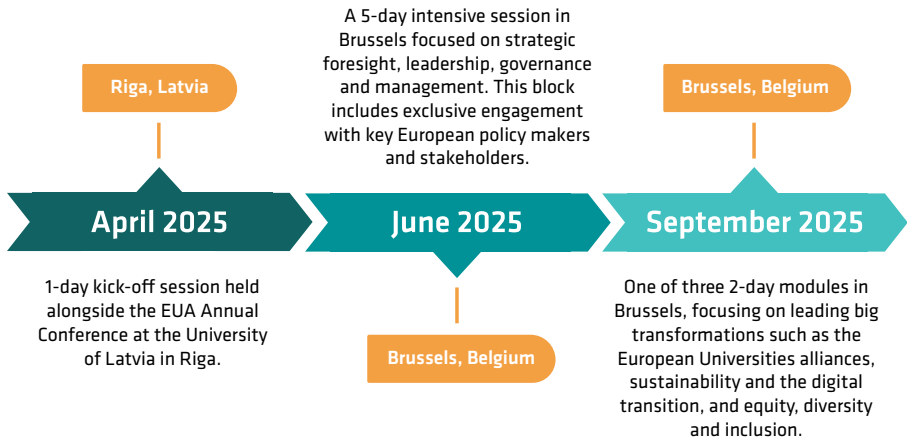 Riga, Latvia
April 2025
1-day kick-off session held
alongside the EUA Annual
Conference at the University
of Latvia in Riga.
A 5-day intensive session in
Brussels focused on strategic
foresight, leadership, governance
and management. This block
includes exclusive engagement
with key European policy makers
and stakeholders.
June 2025
Brussels, Belgium
Brussels, Belgium
September 2025
One of three 2-day modules in
Brussels, focusing on leading big
transformations such as the
European Universities alliances,
sustainability and the digital
transition, and equity, diversity
and inclusion.